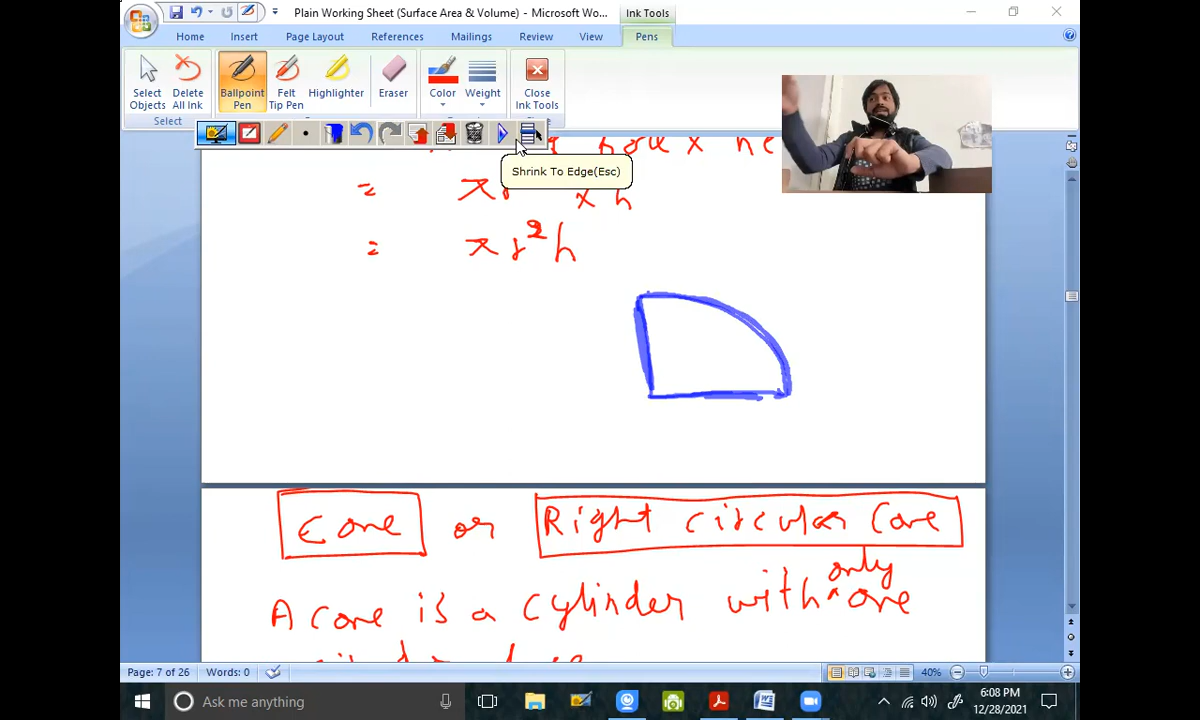 Plain Working Sheet (Surface Area & Volume) - Microsoft Wo...
Ink Tools
Home Insert Page Layout References Mailings Review View Pens
Select Objects
Delete All Ink
Ballpoint Pen
Felt Tip Pen
Highlighter
Eraser
Color
Weight
Close Ink Tools
Select
Shrink To Edge(Esc)
= πr x h
= πr²h
Cone or Right circular Cone
only
A cone is a cylinder with ^ one
Page: 7 of 26 Words: 0 40%
Ask me anything
6:08 PM
12/28/2021